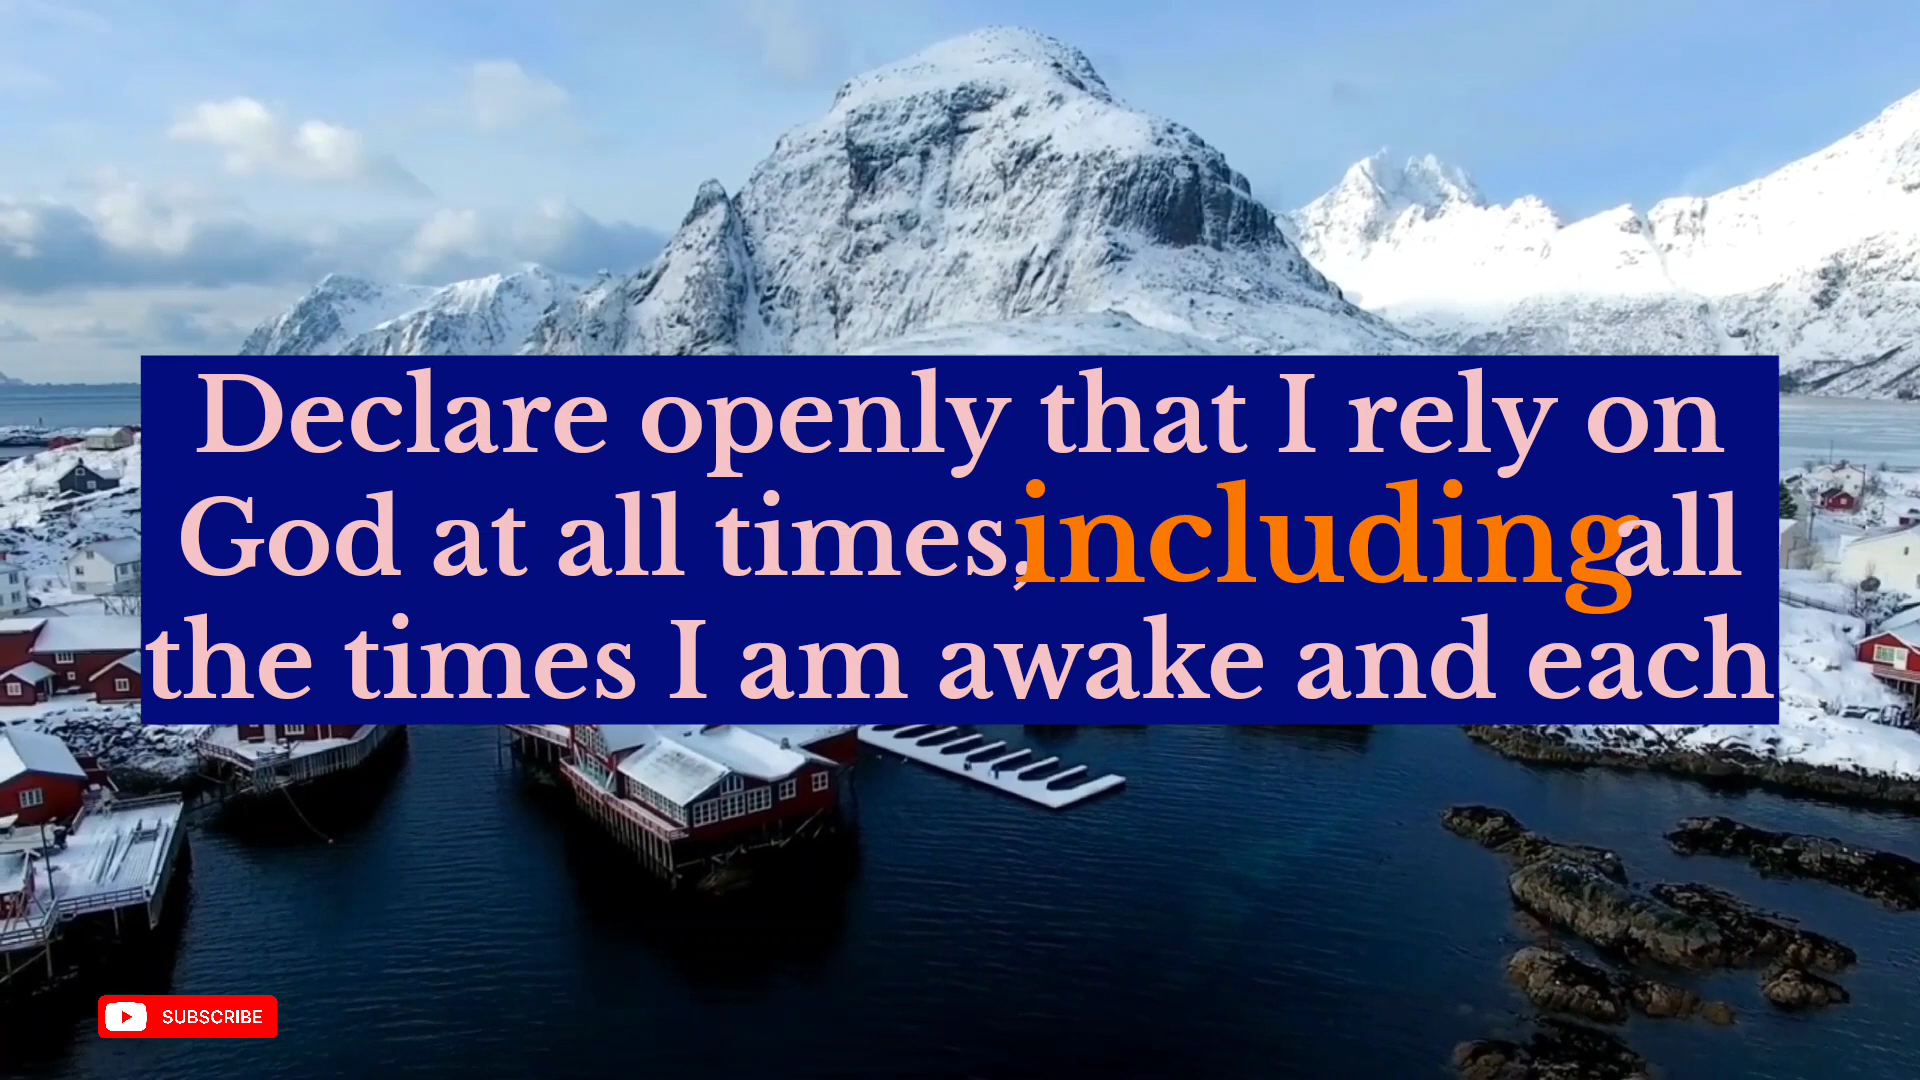 Declare openly that I rely on
God at all times, including all
the times I am awake and each
SUBSCRIBE